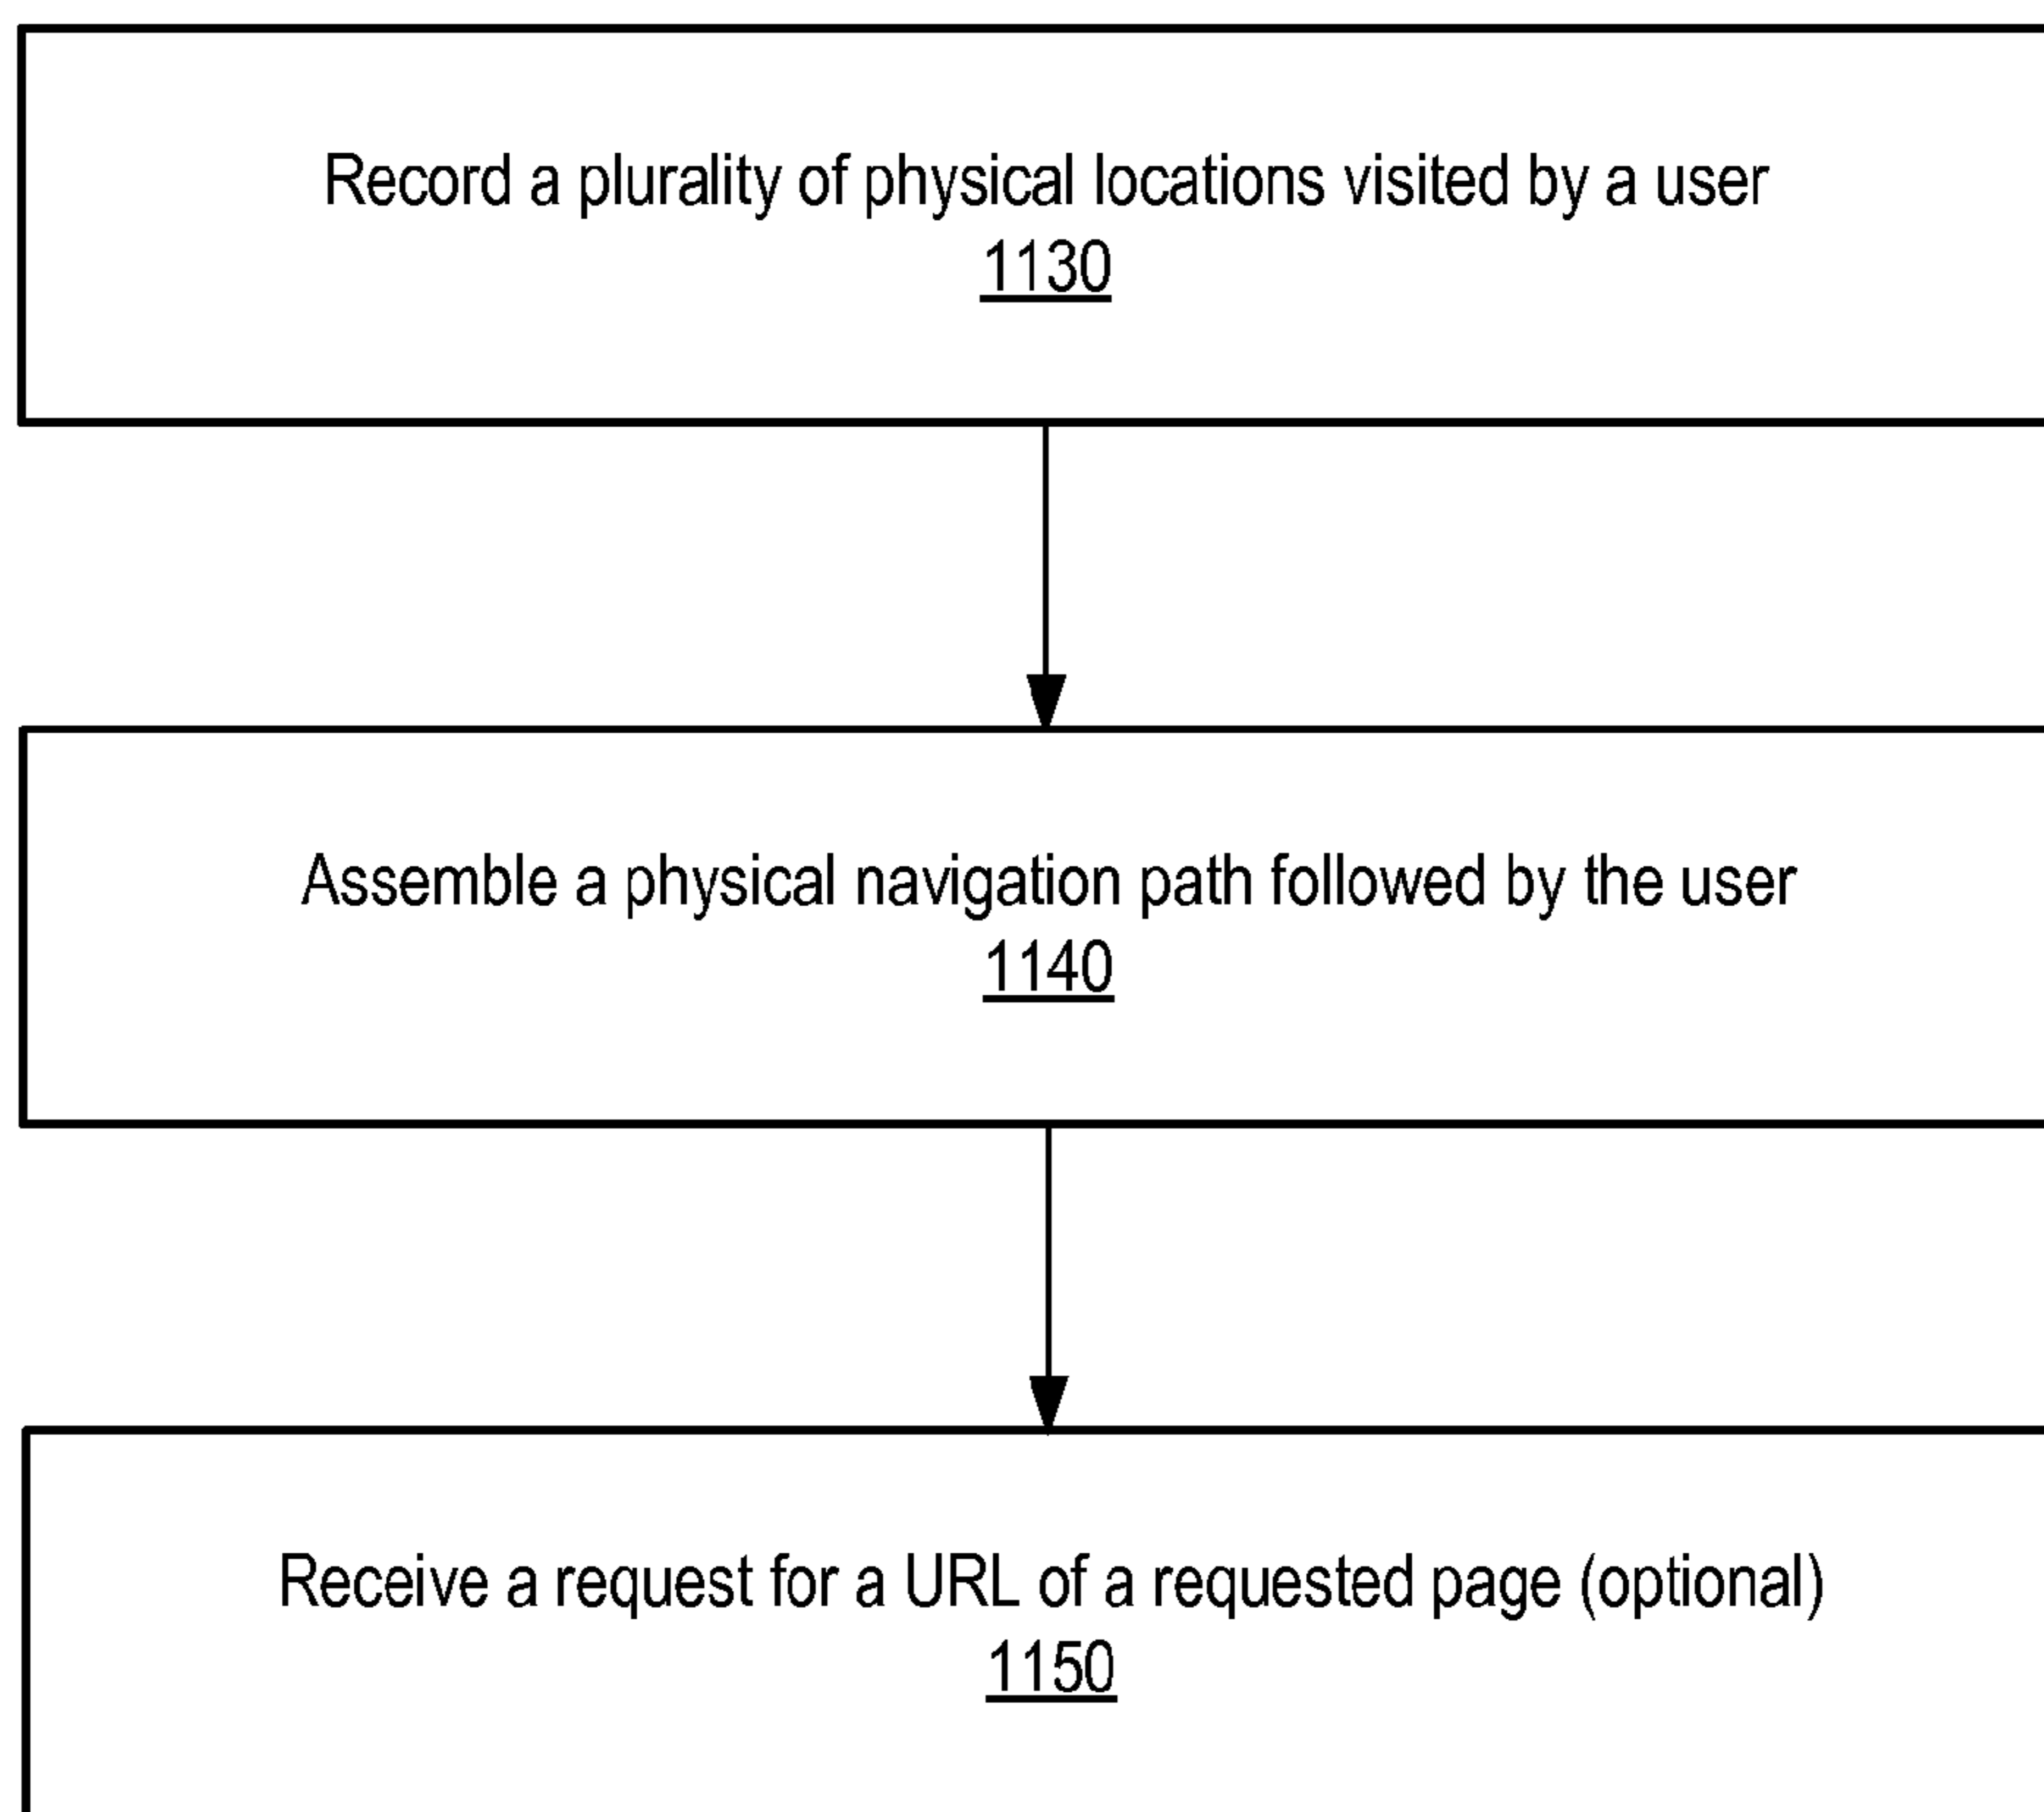 Record a plurality of physical locations visited by a user
1130
Assemble a physical navigation path followed by the user
1140
Receive a request for a URL of a requested page (optional)
1150